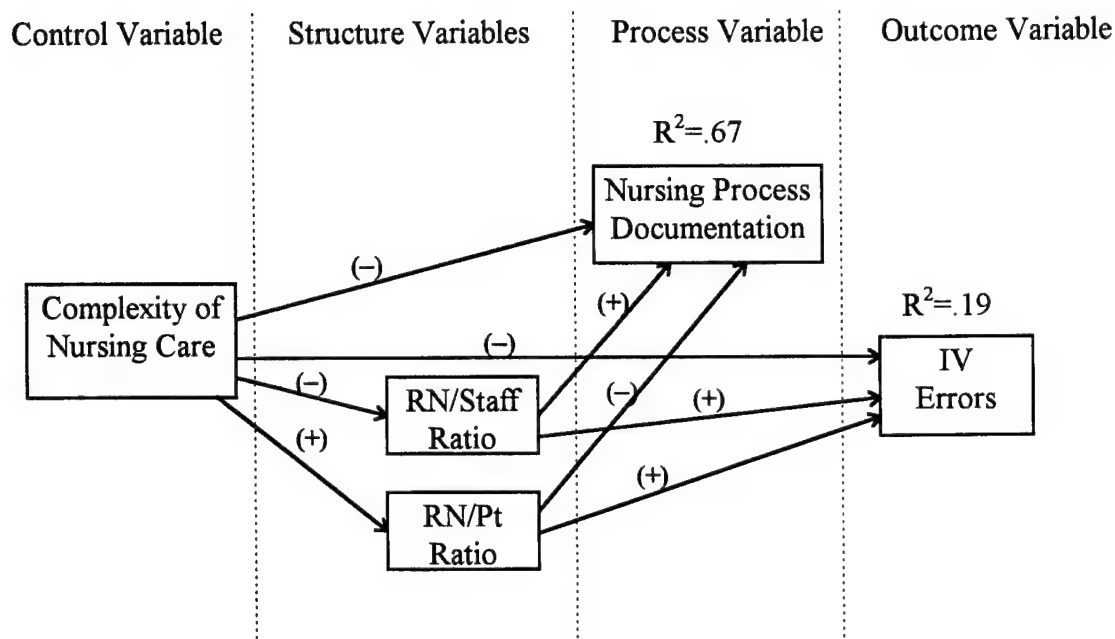 Control Variable
Structure Variables
Process Variable
Outcome Variable
R²=.67
Nursing Process
Documentation
(–)
Complexity of
Nursing Care
(+)
R²=.19
(–)
IV
Errors
(–)
RN/Staff
Ratio
(–)
(+)
(+)
(+)
RN/Pt
Ratio